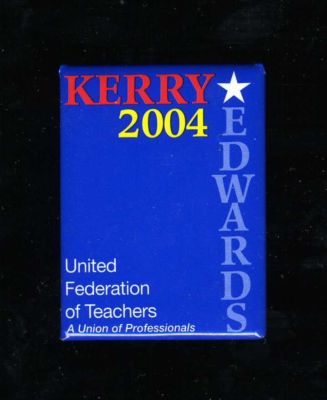 KERRY
2004
EDWARDS
United
Federation
of Teachers
A Union of Professionals